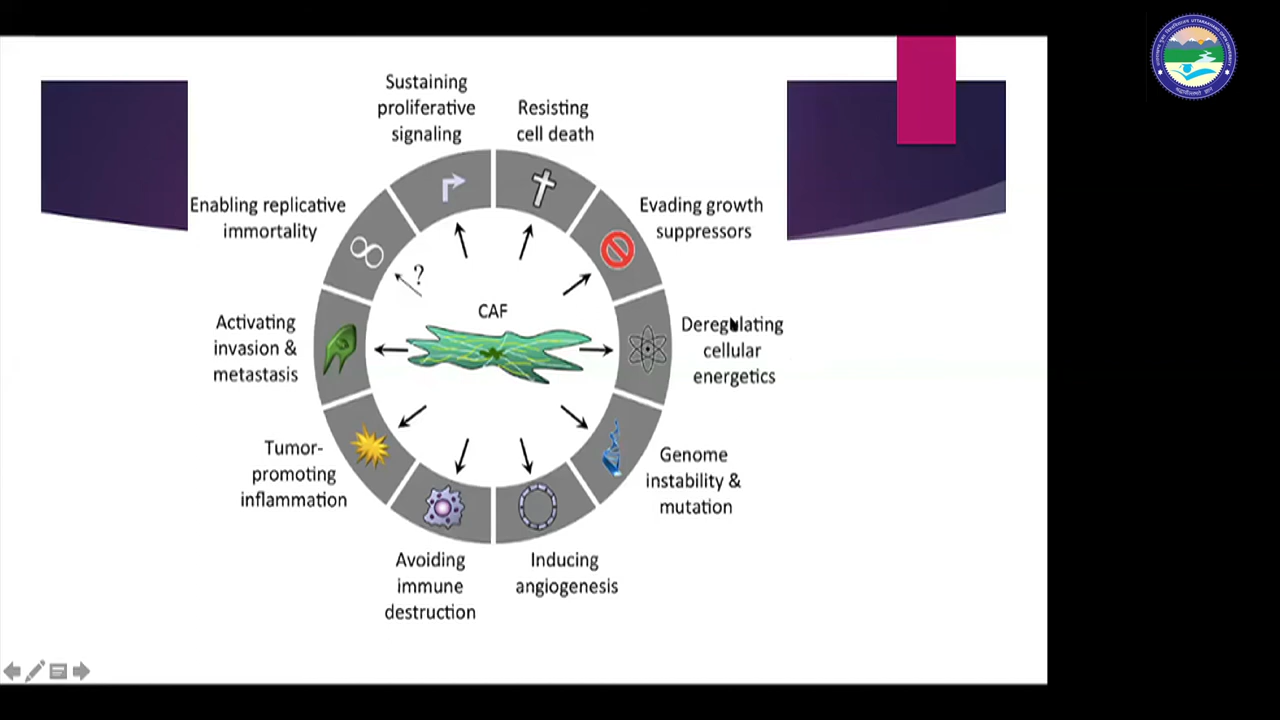 Sustaining
proliferative
signaling
Resisting
cell death
Enabling replicative
immortality
Evading growth
suppressors
?
CAF
Activating
invasion &
metastasis
Deregulating
cellular
energetics
Tumor-
promoting
inflammation
Genome
instability &
mutation
Avoiding
immune
destruction
Inducing
angiogenesis